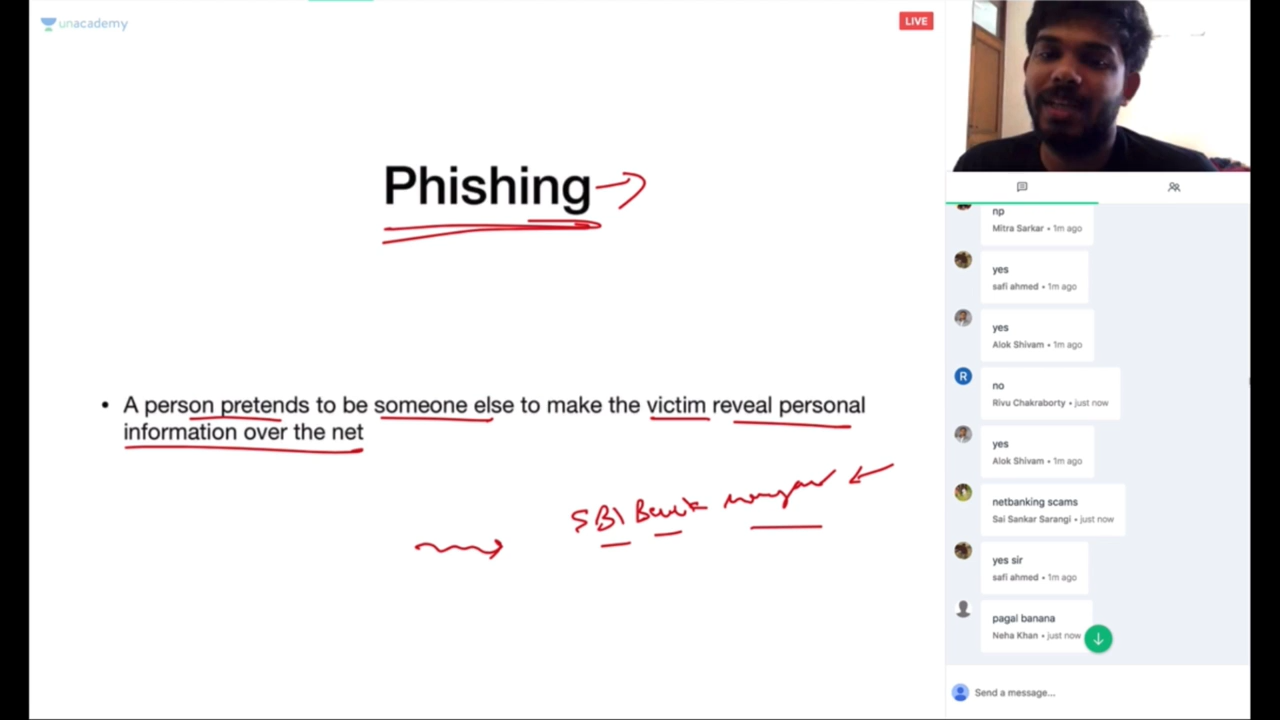 unacademy
LIVE
Phishing
• A person pretends to be someone else to make the victim reveal personal
information over the net
SBI Bank manager
np
Mitra Sarkar • 1m ago
yes
safi ahmed • 1m ago
yes
Alok Shivam • 1m ago
R
no
Rivu Chakraborty • just now
yes
Alok Shivam • 1m ago
netbanking scams
Sai Sankar Sarangi • just now
yes sir
safi ahmed • 1m ago
pagal banana
Neha Khan • just now
Send a message...